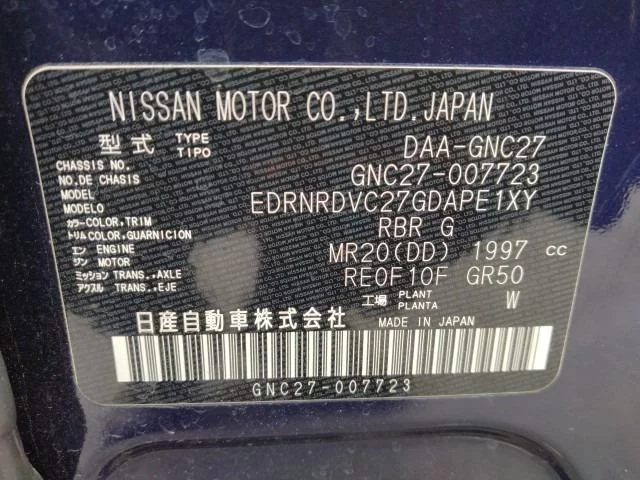 NISSAN MOTOR CO.,LTD.JAPAN
型式 TYPE TIPO DAA-GNC27
CHASSIS NO. NO.DE CHASIS GNC27-007723
MODEL MODELO EDRNRDVC27GDAPE1XY
カラー COLOR,TRIM トリム COLOR,GUARNICION RBR G
エンジン ENGINE MOTOR MR20(DD) 1997 cc
ミッション TRANS.,AXLE アクスル TRANS.,EJE RE0F10F GR50
工場 PLANT PLANTA W
日産自動車株式会社 MADE IN JAPAN
GNC27-007723